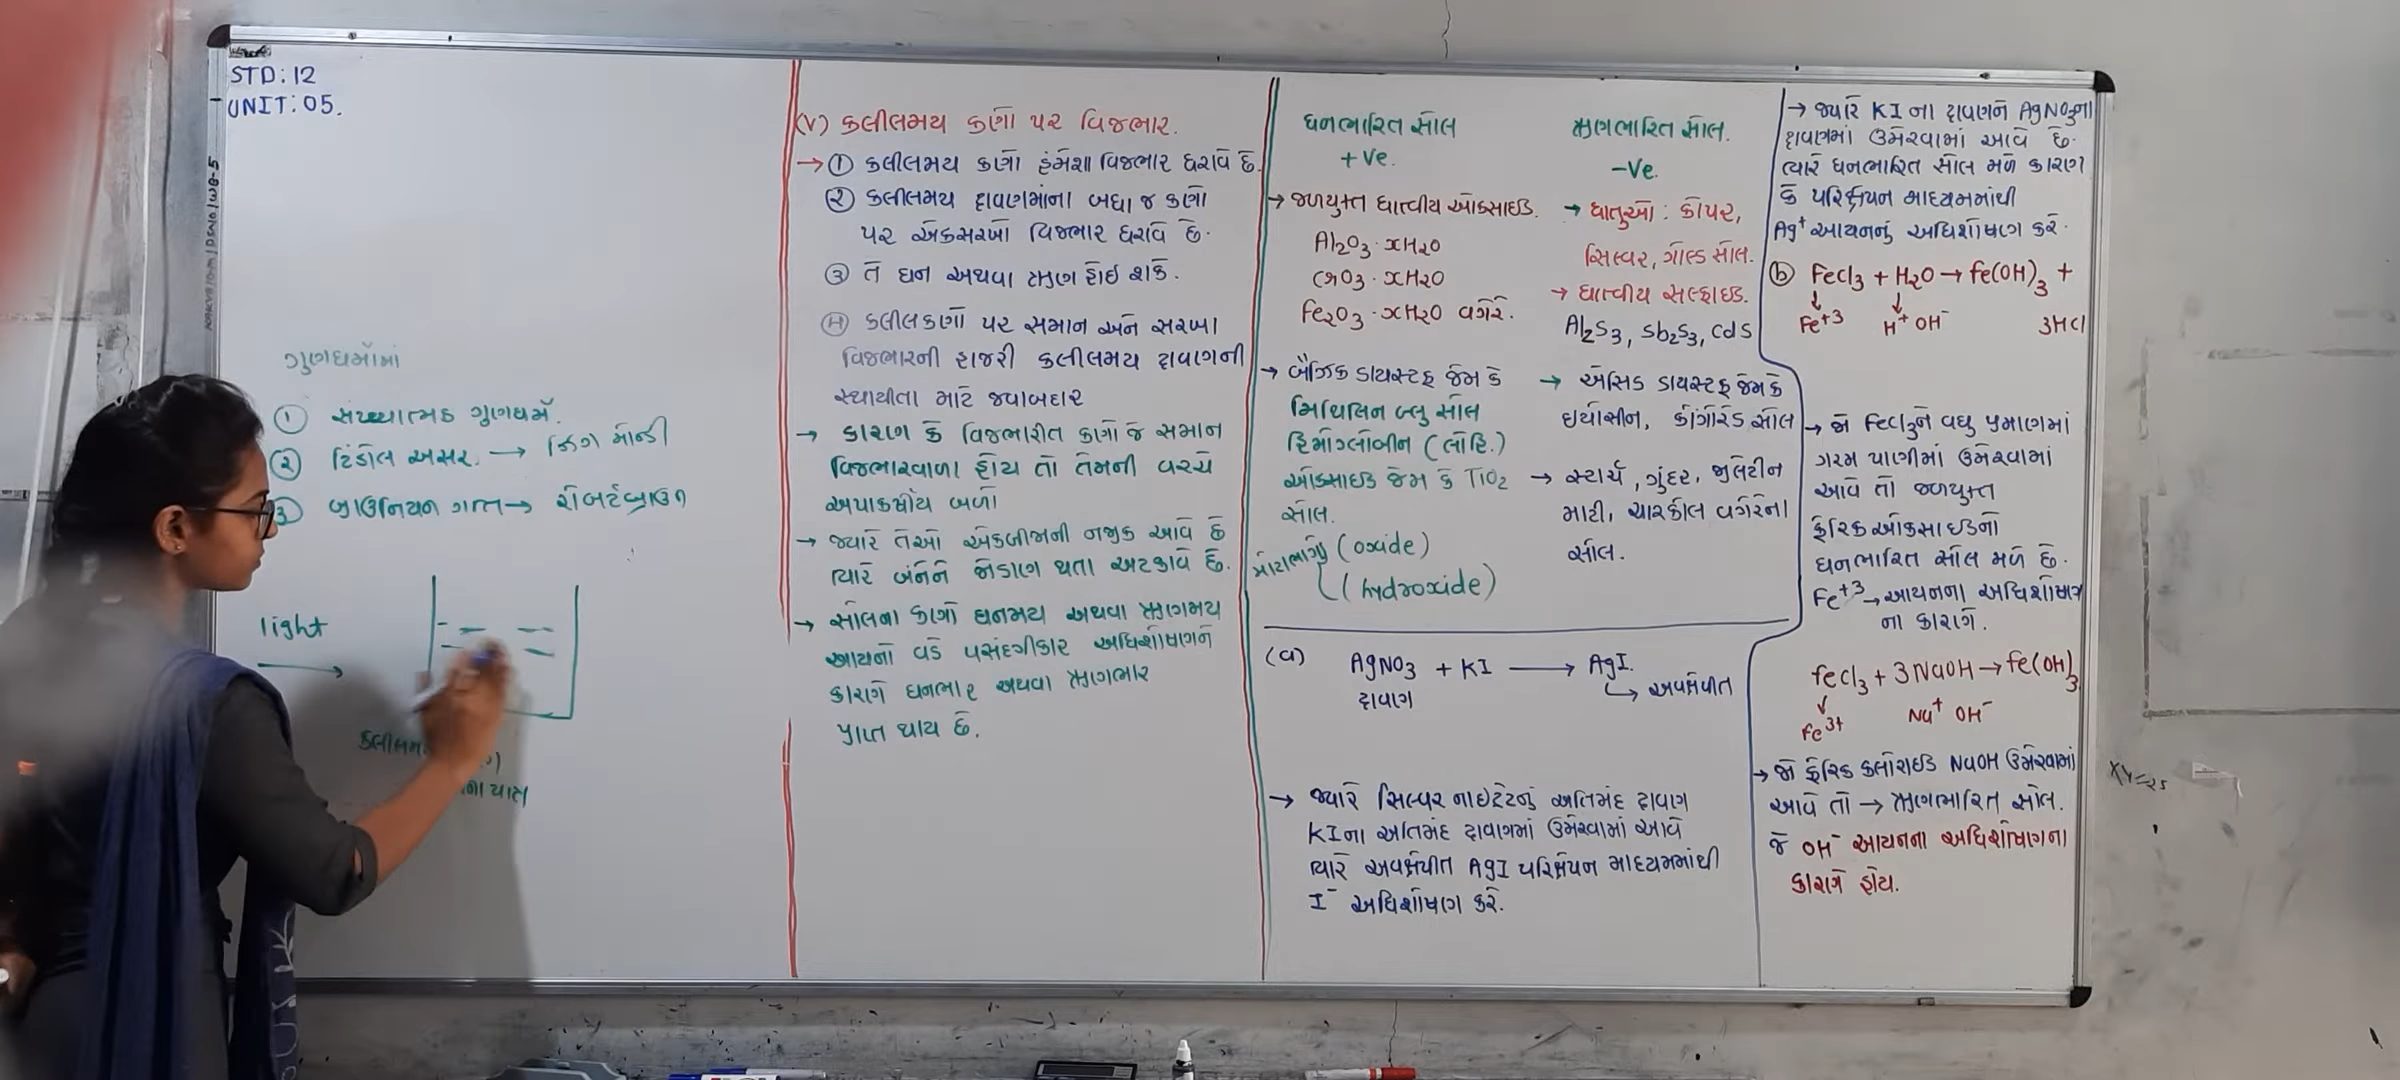 STD: 12
UNIT: 05.
ગુણધર્મોમાં
① સંખ્યાત્મક ગુણધર્મ.
② ટિંડોલ અસર. → ઝિગ મોન્ડી
③ બ્રાઉનિયન ગતિ → રોબર્ટબ્રાઉન
light
(V) કલીલમય કણો પર વિજભાર.
→ ① કલીલમય કણો હંમેશા વિજભાર ધરાવે છે.
② કલીલમય દ્રાવણમાંના બધા જ કણો
પર એકસરખો વિજભાર ધરાવે છે.
③ તે ધન અથવા ઋણ હોઇ શકે.
④ કલીલકણો પર સમાન અને સરખા
વિજભારની હાજરી કલીલમય દ્રાવણની
સ્થાયીતા માટે જવાબદાર
→ કારણ કે વિજભારીત કણો જે સમાન
વિજભારવાળા હોય તો તેમની વચ્ચે
અપાકર્ષીય બળો
→ જ્યારે તેઓ એકબીજાની નજીક આવે છે
ત્યારે બંનેને જોડાણ થતા અટકાવે છે.
→ સોલના કણો ધનમય અથવા ઋણમય
આયનો વડે પસંદગીકાર અધિશોષણને
કારણે ધનભાર અથવા ઋણભાર
પ્રાપ્ત થાય છે.
ધનભારિત સોલ
+ve.
→ જળયુક્ત ધાત્વીય ઓક્સાઇડ.
Al2O3·xH2O
CrO3·xH2O
Fe2O3·xH2O વગેરે.
→ બેઝિક ડાયસ્ટફ જેમ કે
મિથિલિન બ્લુ સોલ
હિમોગ્લોબીન (લોહિ.)
ઓક્સાઇડ જેમ કે TiO2
સોલ.
મોટાભાગે (oxide)
(hydroxide)
ઋણભારિત સોલ.
-ve.
→ ધાતુઓ : કોપર,
સિલ્વર, ગોલ્ડ સોલ.
→ ધાત્વીય સલ્ફાઇડ.
Al2S3, Sb2S3, cds
→ એસિડ ડાયસ્ટફ જેમ કે
ઇયોસીન, કોંગોરેડ સોલ
→ સ્ટાર્ચ, ગુંદર, જીલેટીન
માટી, ચારકોલ વગેરેના
સોલ.
(a) AgNO3 + KI → AgI.
દ્રાવણ ↳ અવક્ષેપીત
→ જ્યારે સિલ્વર નાઇટ્રેટનું અતિમંદ દ્રાવણ
KIના અતિમંદ દ્રાવણમાં ઉમેરવામાં આવે
ત્યારે અવક્ષેપીત AgI પરિક્ષેપન માધ્યમમાંથી
I⁻ અધિશોષણ કરે.
→ જ્યારે KI ના દ્રાવણને AgNO3ના
દ્રાવણમાં ઉમેરવામાં આવે છે.
ત્યારે ધનભારિત સોલ મળે કારણ
કે પરિક્ષેપન માધ્યમમાંથી
Ag+ આયનનું અધિશોષણ કરે.
(b) FeCl3 + H2O → Fe(OH)3 +
Fe+3 H+ OH⁻ 3HCl
→ જો FeCl3ને વધુ પ્રમાણમાં
ગરમ પાણીમાં ઉમેરવામાં
આવે તો જળયુક્ત
ફેરિક ઓક્સાઇડનો
ધનભારિત સોલ મળે છે.
Fe+3 → આયનના અધિશોષણ
ના કારણે.
FeCl3 + 3NaOH → Fe(OH)3
Fe3+ Na+ OH⁻
→ જો ફેરિક ક્લોરાઇડ NaOH ઉમેરવામાં
આવે તો → ઋણભારિત સોલ.
જે OH⁻ આયનના અધિશોષણના
કારણે હોય.